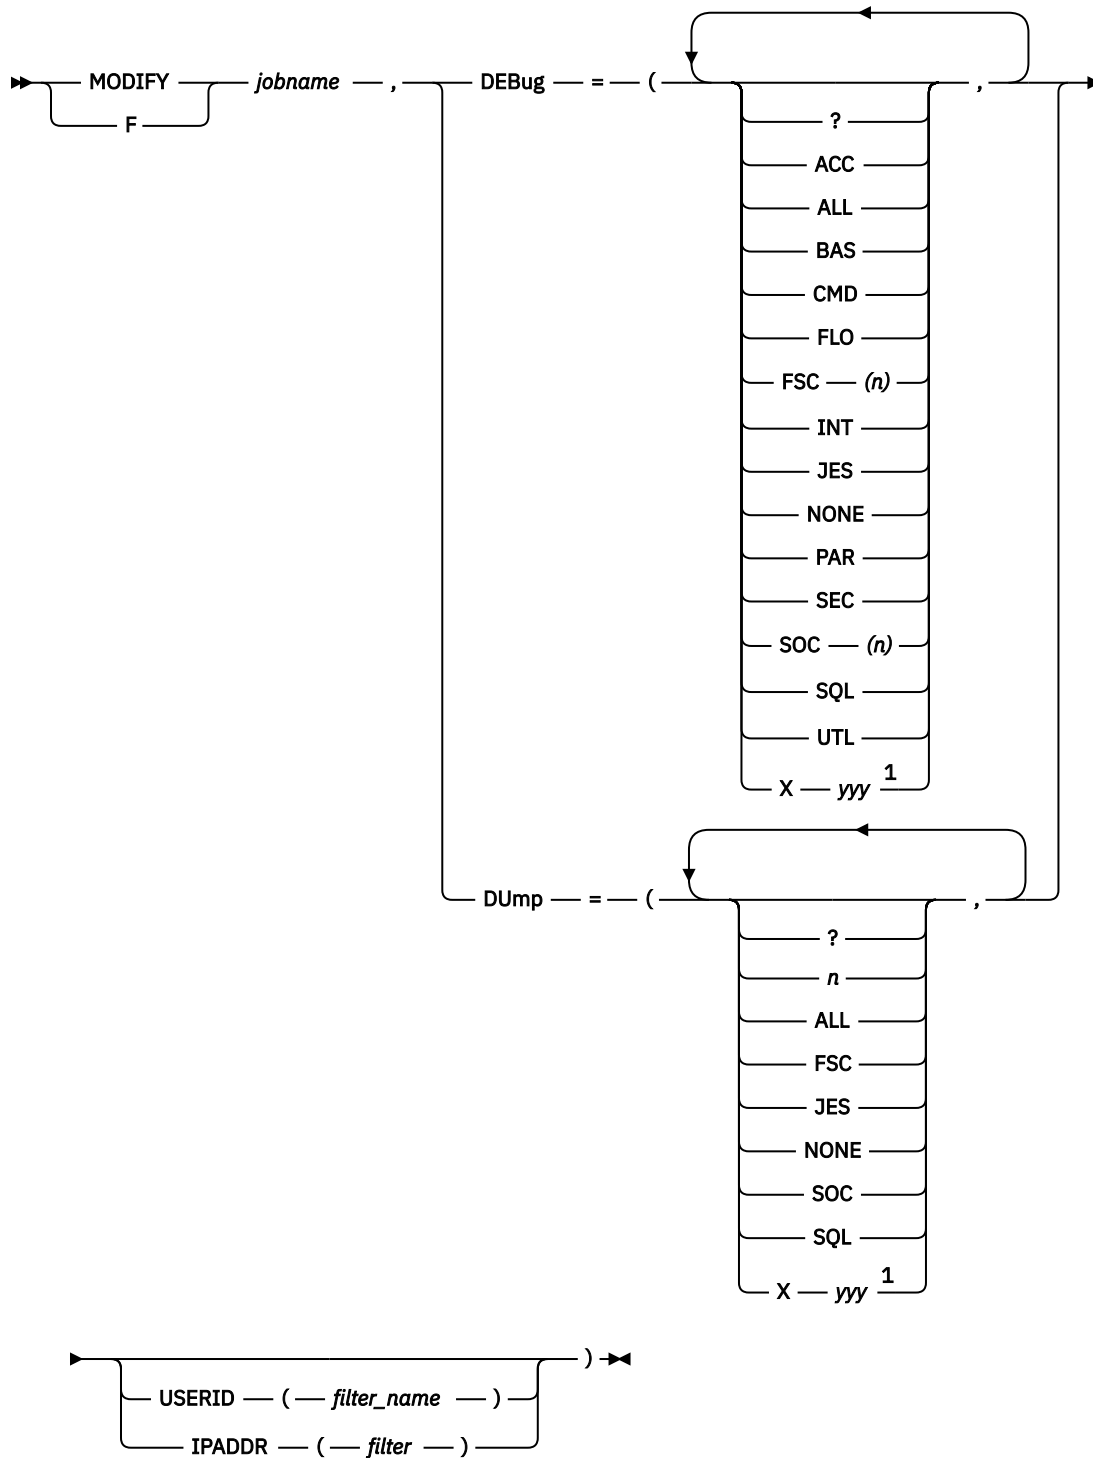 MODIFY jobname , DEBug = ( ,
F
?
ACC
ALL
BAS
CMD
FLO
FSC (n)
INT
JES
NONE
PAR
SEC
SOC (n)
SQL
UTL
X yyy 1
DUmp = ( ,
?
n
ALL
FSC
JES
NONE
SOC
SQL
X yyy 1
)
USERID ( filter_name )
IPADDR ( filter )